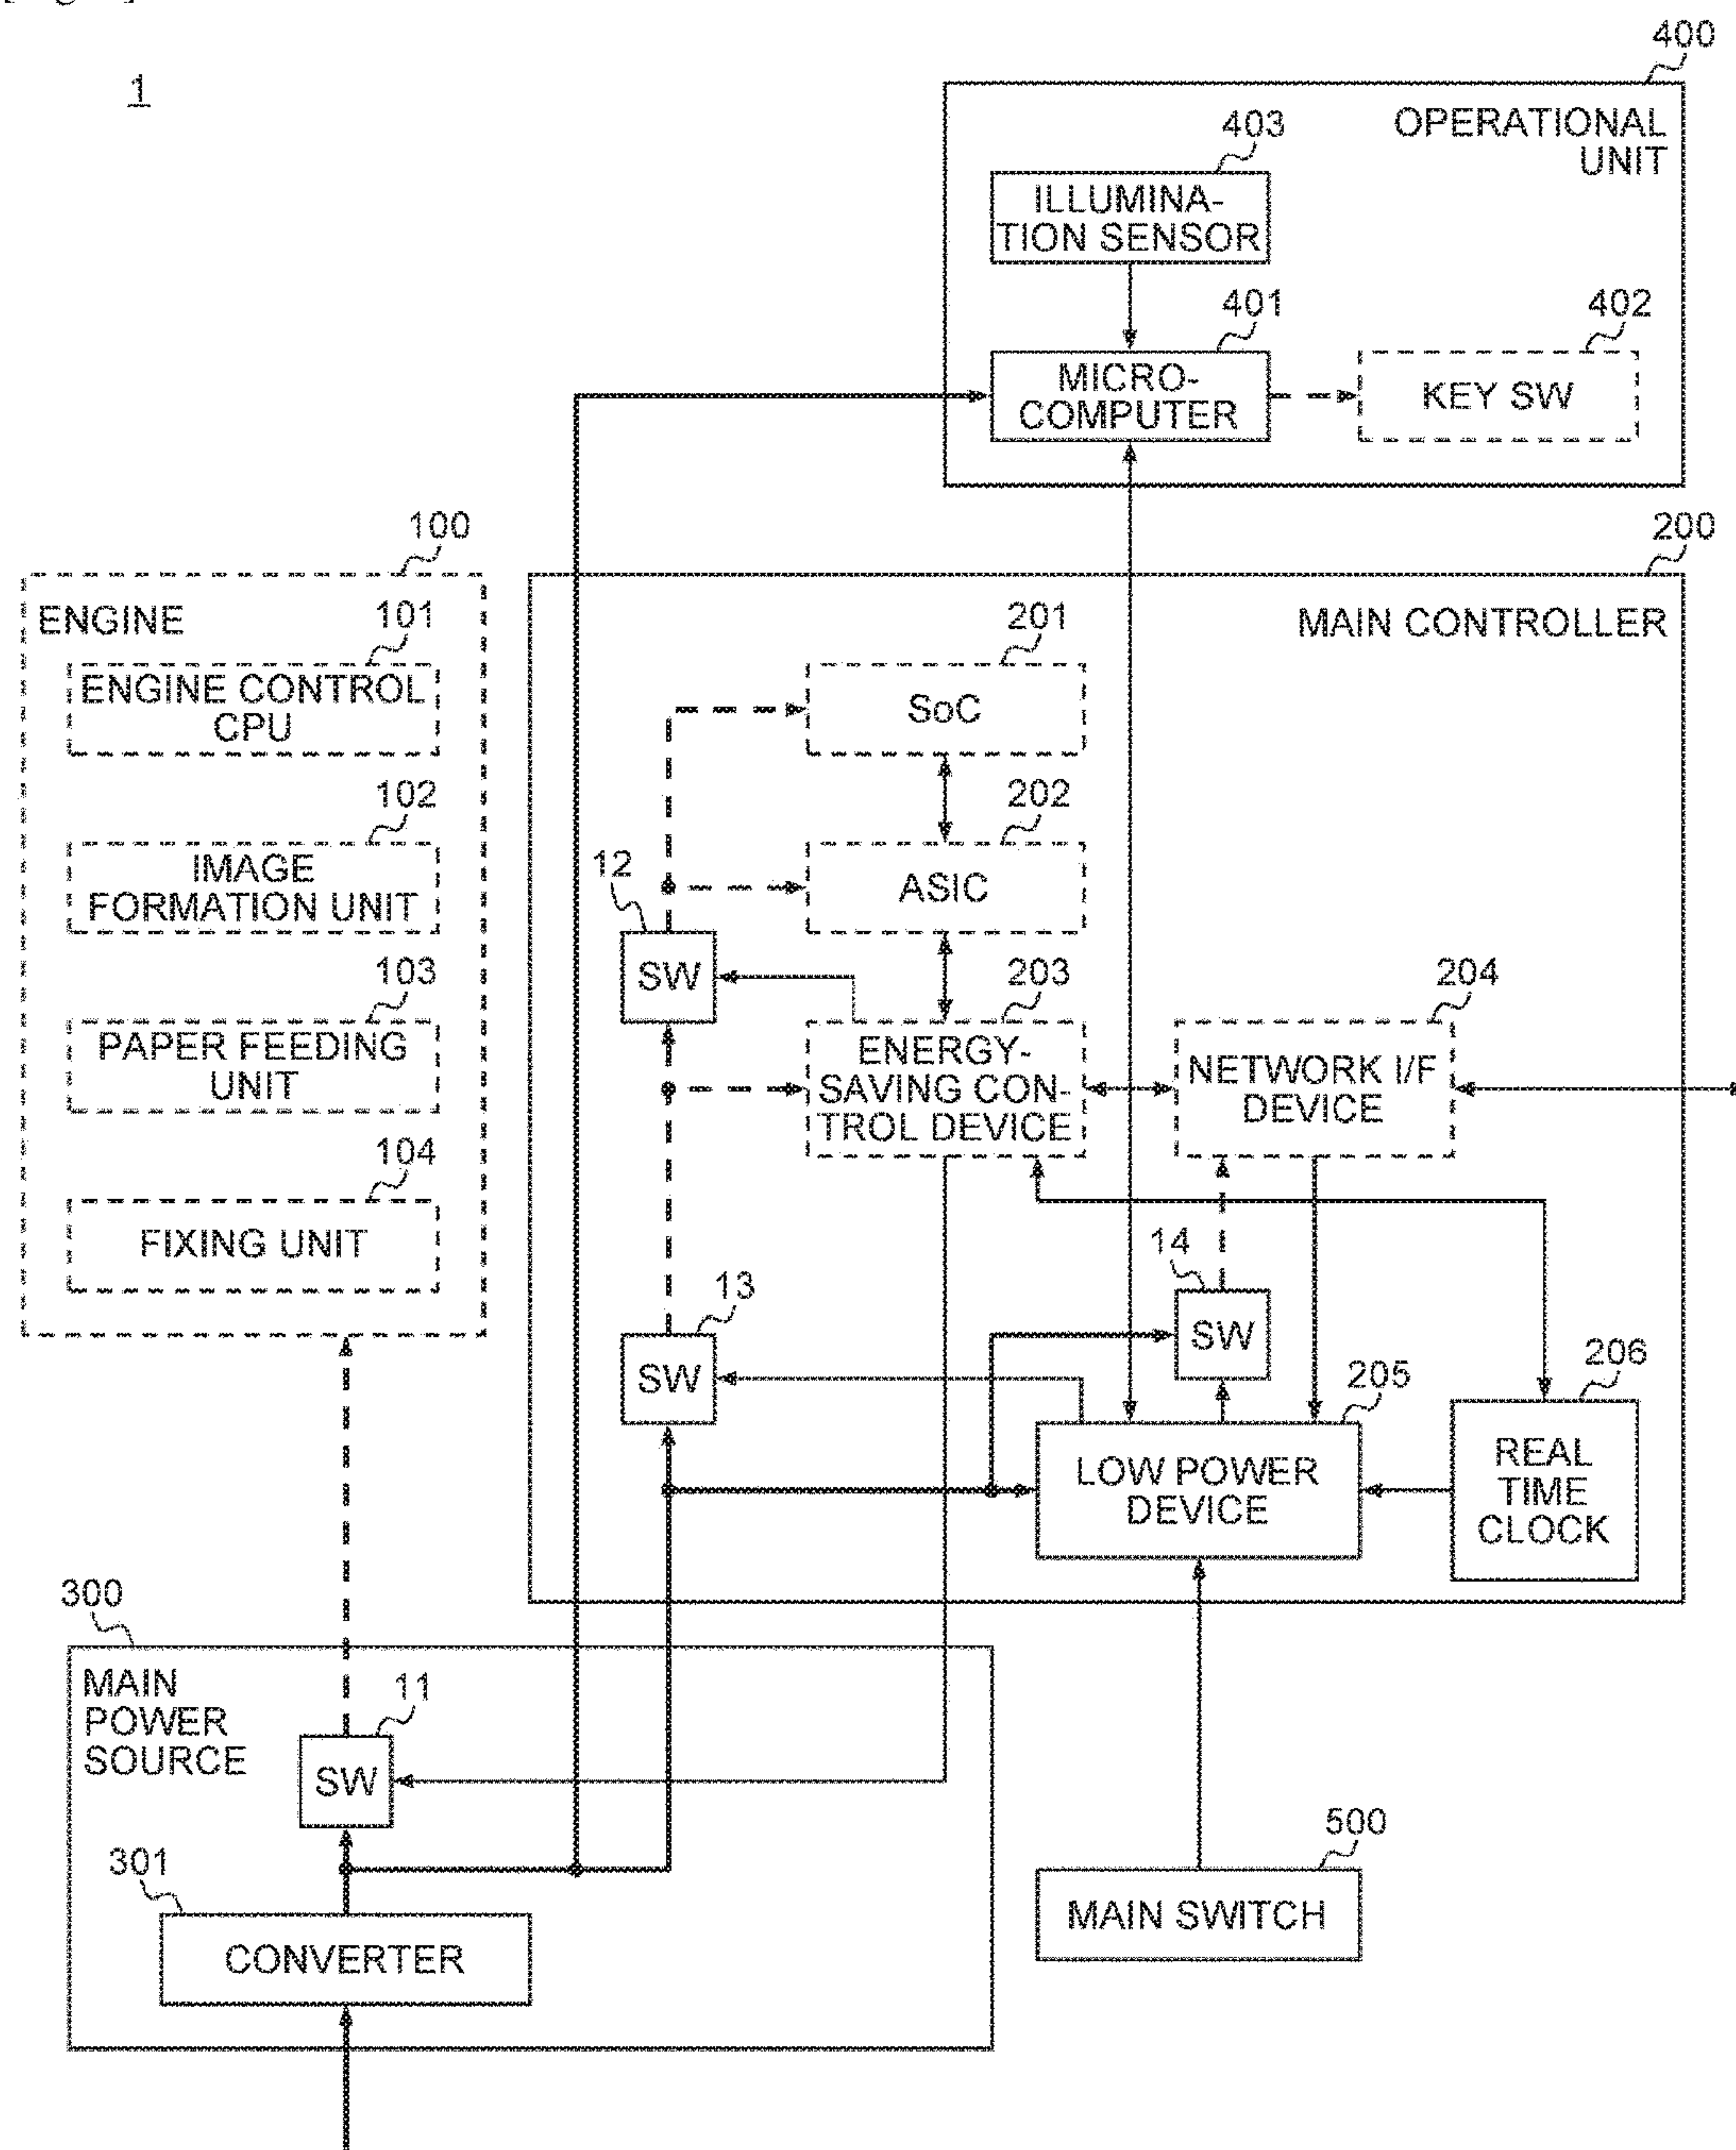 1
400
OPERATIONAL
UNIT
403
ILLUMINA-
TION SENSOR
401
MICRO-
COMPUTER
402
KEY SW
100
ENGINE
101
ENGINE CONTROL
CPU
102
IMAGE
FORMATION UNIT
103
PAPER FEEDING
UNIT
104
FIXING UNIT
200
MAIN CONTROLLER
201
SoC
202
ASIC
12
SW
203
ENERGY-
SAVING CON-
TROL DEVICE
204
NETWORK I/F
DEVICE
13
SW
14
SW
205
LOW POWER
DEVICE
206
REAL
TIME
CLOCK
300
MAIN
POWER
SOURCE
11
SW
301
CONVERTER
500
MAIN SWITCH